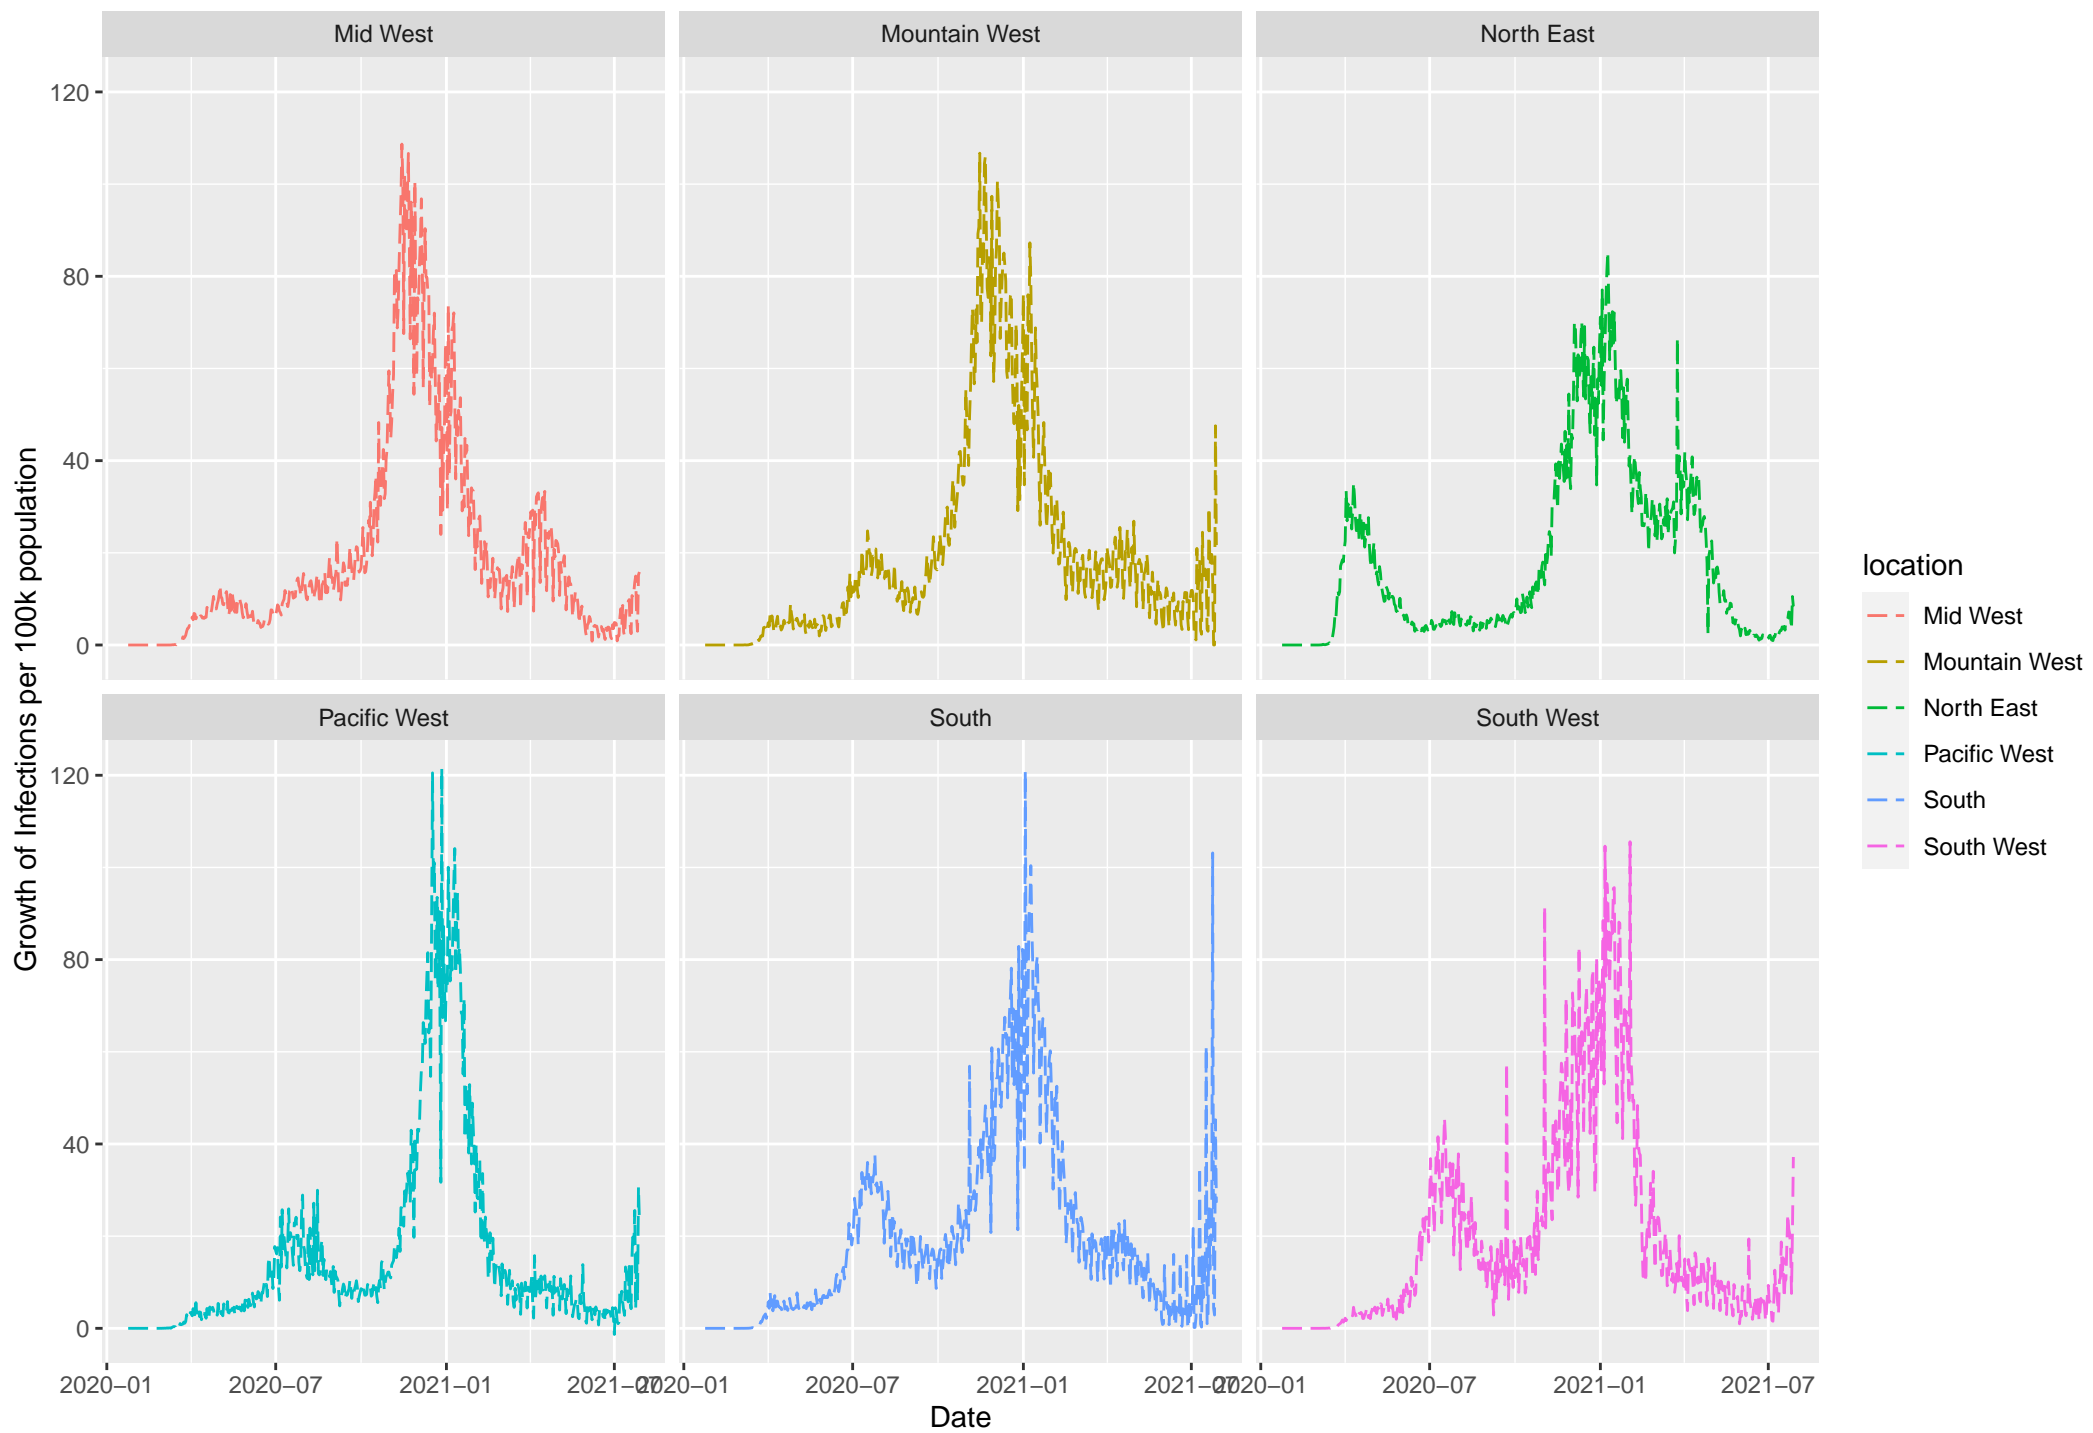 Mid West
Mountain West
North East
120
80
40
0
Growth of Infections per 100k population
Pacific West
South
South West
120
80
40
0
2020−01 2020−07 2021−01 2021−07
2020−01 2020−07 2021−01 2021−07
2020−01 2020−07 2021−01 2021−07
Date
location
Mid West
Mountain West
North East
Pacific West
South
South West